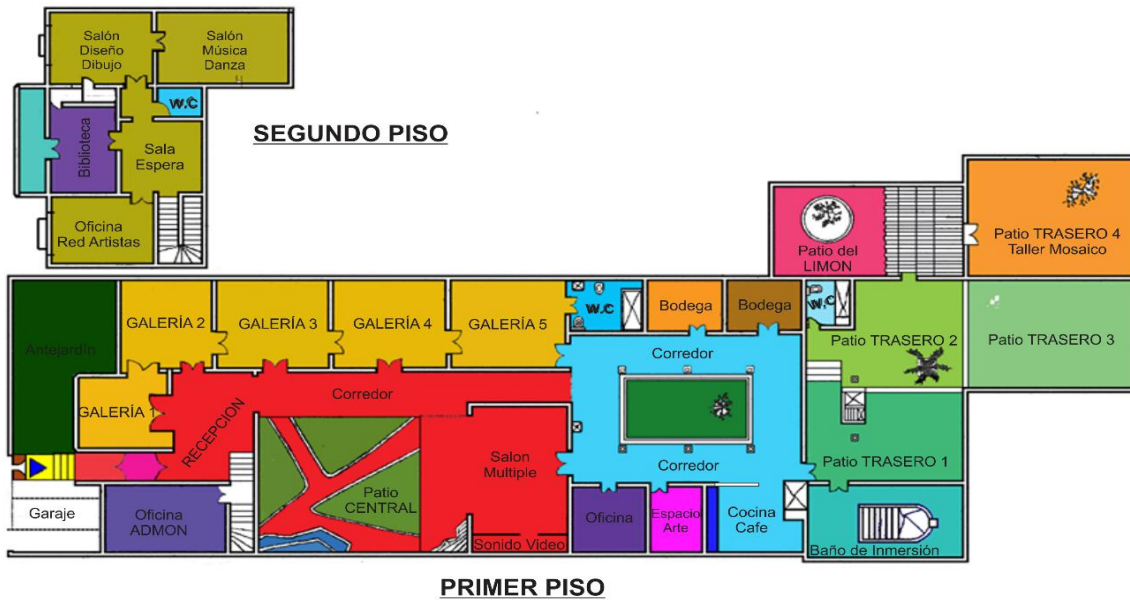 Salón
Diseño
Dibujo
Salón
Música
Danza
W.C
Biblioteca
Sala
Espera
Oficina
Red Artistas
SEGUNDO PISO
Patio del
LIMON
Patio TRASERO 4
Taller Mosaico
Antejardín
GALERÍA 2
GALERÍA 3
GALERÍA 4
GALERÍA 5
W.C
Bodega
Bodega
W.C
Patio TRASERO 2
Patio TRASERO 3
GALERÍA 1
RECEPCION
Corredor
Corredor
Corredor
Salon
Multiple
Patio
CENTRAL
Patio TRASERO 1
Garaje
Oficina
ADMON
Sonido Video
Oficina
Espacio
Arte
Cocina
Cafe
Baño de Inmersión
PRIMER PISO